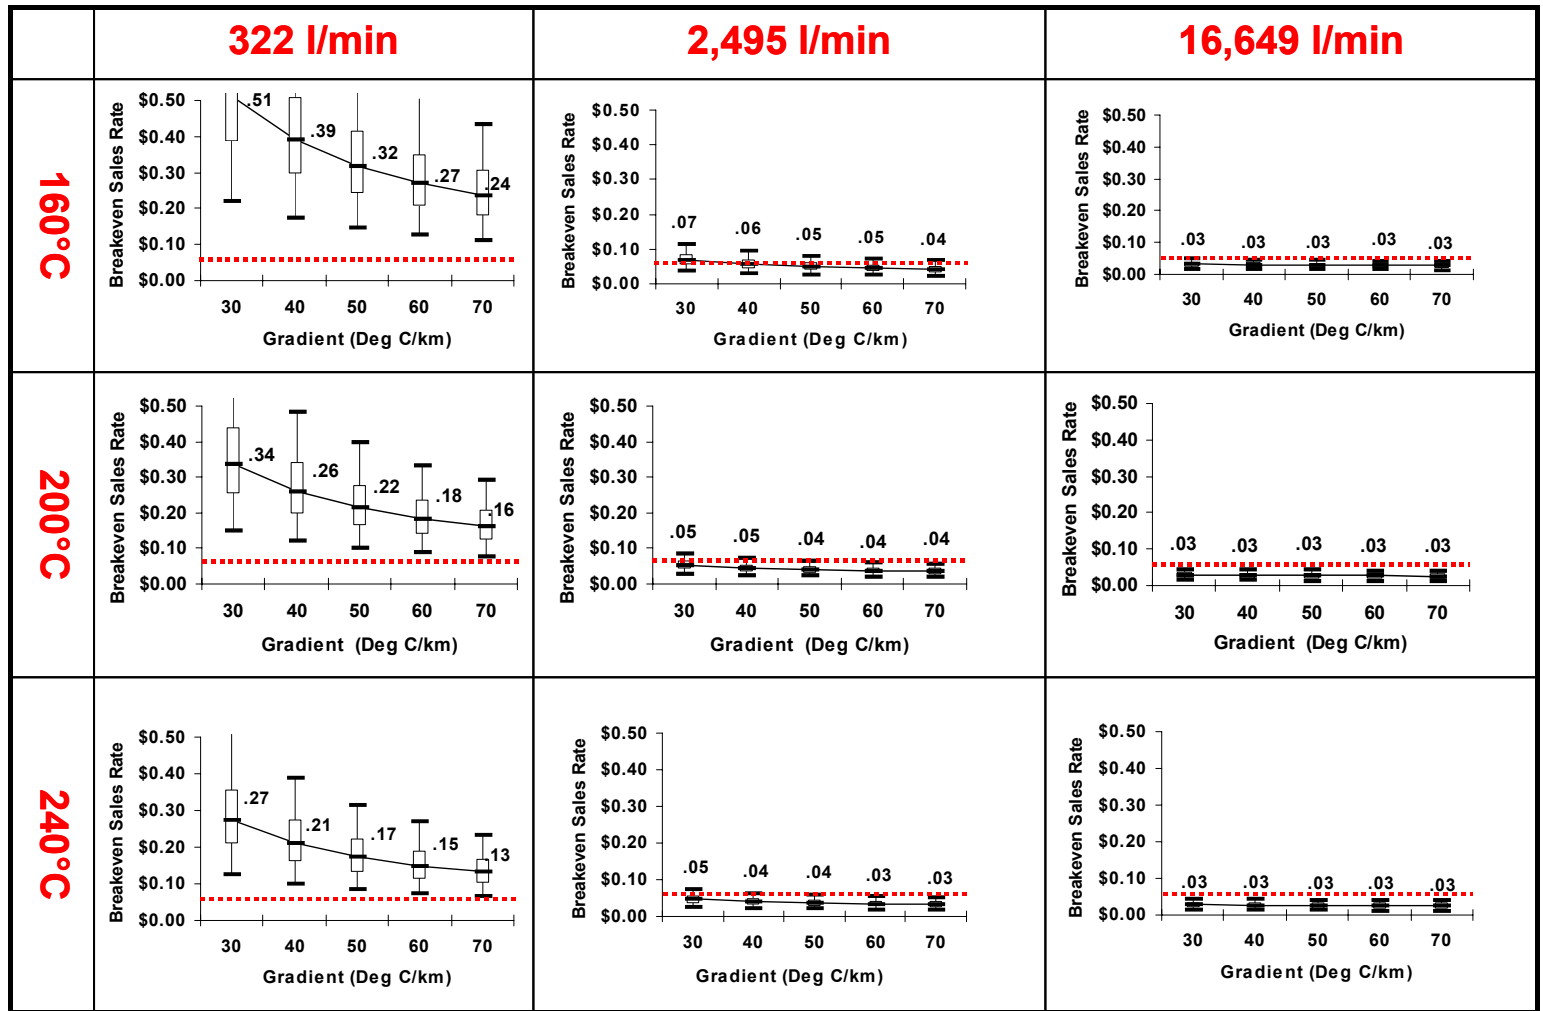 322 l/min
2,495 l/min
16,649 l/min
160°C
Breakeven Sales Rate
$0.50
$0.40
$0.30
$0.20
$0.10
$0.00
.51
.39
.32
.27
.24
30 40 50 60 70
Gradient (Deg C/km)
Breakeven Sales Rate
$0.50
$0.40
$0.30
$0.20
$0.10
$0.00
.07 .06 .05 .05 .04
30 40 50 60 70
Gradient (Deg C/km)
Breakeven Sales Rate
$0.50
$0.40
$0.30
$0.20
$0.10
$0.00
.03 .03 .03 .03 .03
30 40 50 60 70
Gradient (Deg C/km)
200°C
Breakeven Sales Rate
$0.50
$0.40
$0.30
$0.20
$0.10
$0.00
.34
.26
.22
.18
.16
30 40 50 60 70
Gradient (Deg C/km)
Breakeven Sales Rate
$0.50
$0.40
$0.30
$0.20
$0.10
$0.00
.05 .05 .04 .04 .04
30 40 50 60 70
Gradient (Deg C/km)
Breakeven Sales Rate
$0.50
$0.40
$0.30
$0.20
$0.10
$0.00
.03 .03 .03 .03 .03
30 40 50 60 70
Gradient (Deg C/km)
240°C
Breakeven Sales Rate
$0.50
$0.40
$0.30
$0.20
$0.10
$0.00
.27
.21
.17
.15
.13
30 40 50 60 70
Gradient (Deg C/km)
Breakeven Sales Rate
$0.50
$0.40
$0.30
$0.20
$0.10
$0.00
.05 .04 .04 .03 .03
30 40 50 60 70
Gradient (Deg C/km)
Breakeven Sales Rate
$0.50
$0.40
$0.30
$0.20
$0.10
$0.00
.03 .03 .03 .03 .03
30 40 50 60 70
Gradient (Deg C/km)